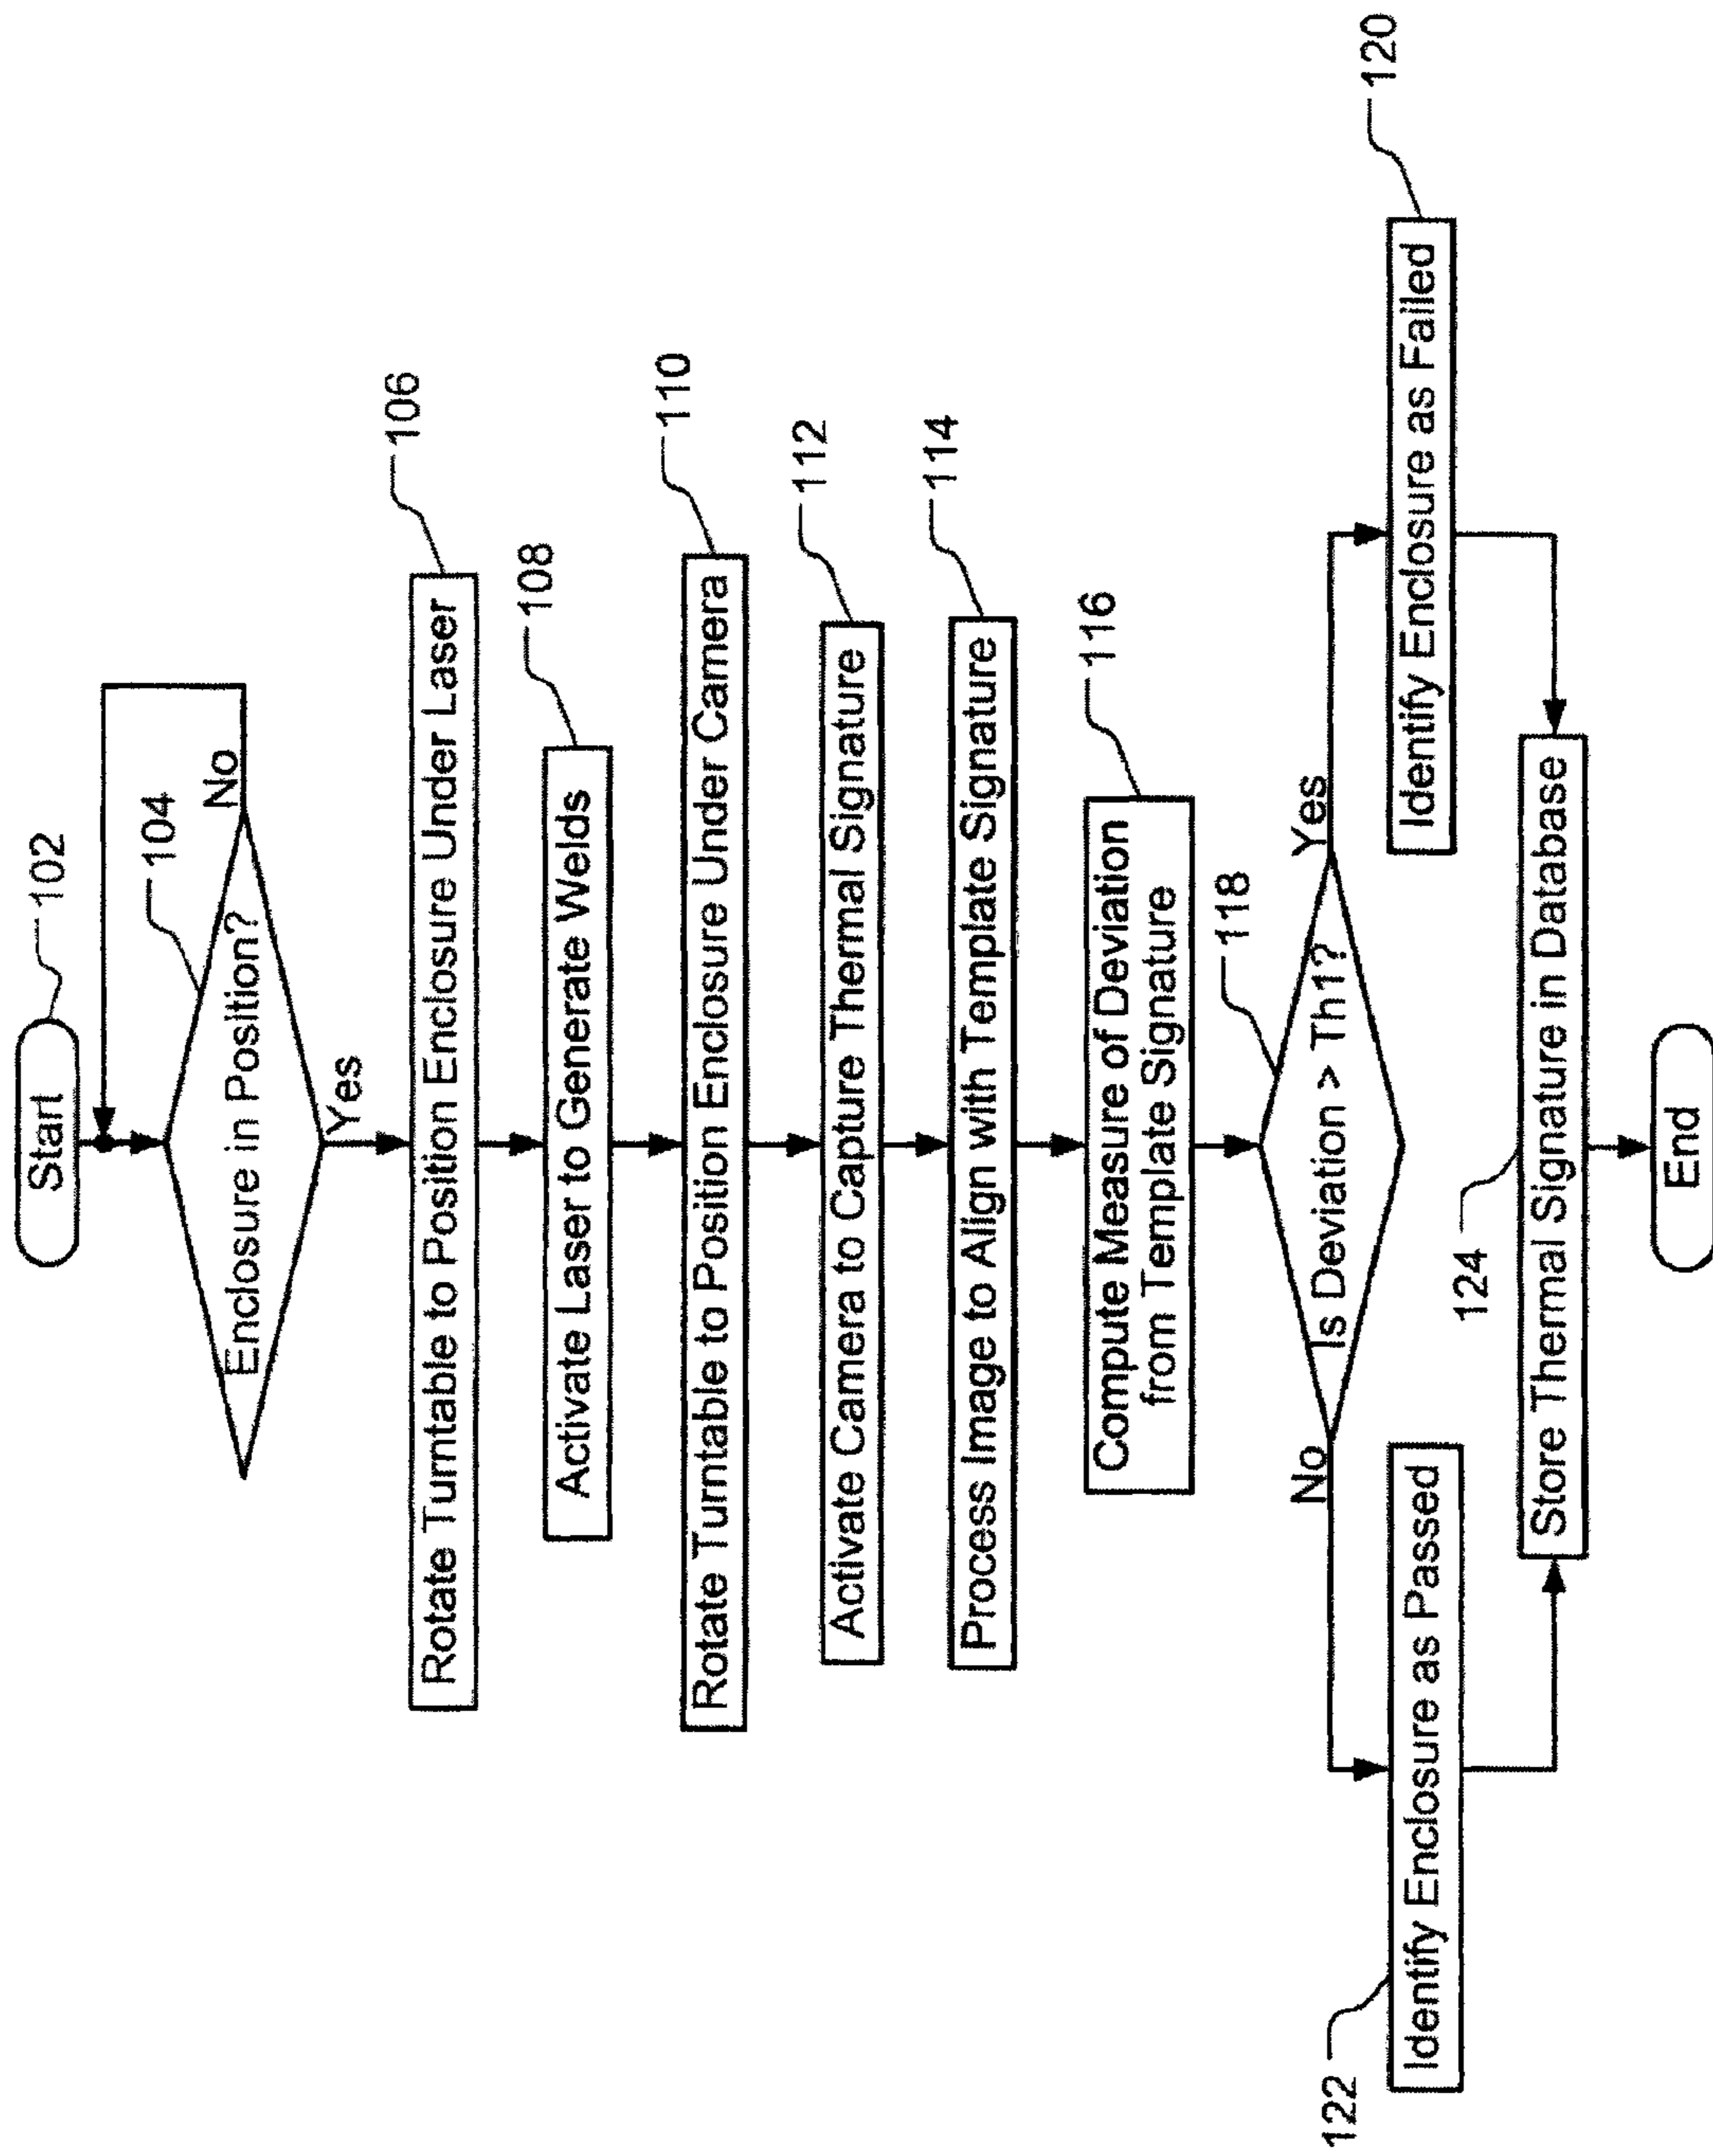 Start
102
104
Enclosure in Position?
No
Yes
106
Rotate Turntable to Position Enclosure Under Laser
108
Activate Laser to Generate Welds
110
Rotate Turntable to Position Enclosure Under Camera
112
Activate Camera to Capture Thermal Signature
114
Process Image to Align with Template Signature
116
Compute Measure of Deviation
from Template Signature
118
Is Deviation > Th1?
No
Yes
120
122
Identify Enclosure as Passed
Identify Enclosure as Failed
124
Store Thermal Signature in Database
End